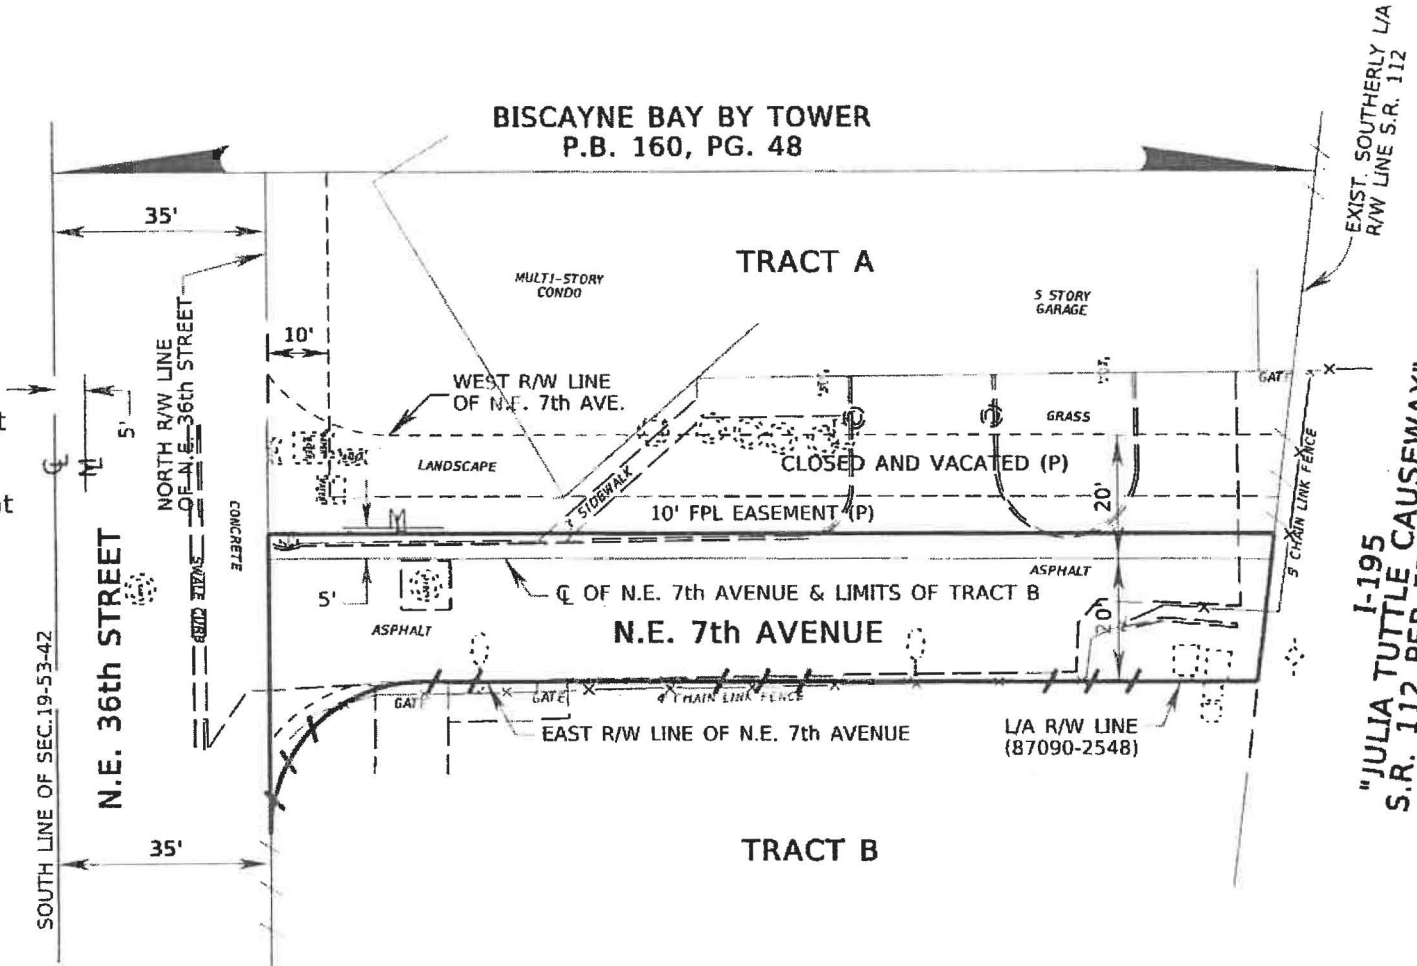 BISCAYNE BAY BY TOWER
P.B. 160, PG. 48
EXIST. SOUTHERLY L/A
R/W LINE S.R. 112
35'
TRACT A
MULTI-STORY
CONDO
5 STORY
GARAGE
NORTH R/W LINE
OF N.E. 36th STREET
10'
WEST R/W LINE
OF N.E. 7th AVE.
GATE
5'
GRASS
LANDSCAPE
CLOSED AND VACATED (P)
SIDEWALK
20'
10' FPL EASEMENT (P)
CONCRETE
CHAIN LINK FENCE
N.E. 36th STREET
SWALE CURB
5'
ASPHALT
℄ OF N.E. 7th AVENUE & LIMITS OF TRACT B
ASPHALT
N.E. 7th AVENUE
20'
I-195
"JULIA TUTTLE CAUSEWAY"
S.R. 112
GATE
GATE
4' CHAIN LINK FENCE
EAST R/W LINE OF N.E. 7th AVENUE
L/A R/W LINE
(87090-2548)
SOUTH LINE OF SEC.19-53-42
35'
TRACT B